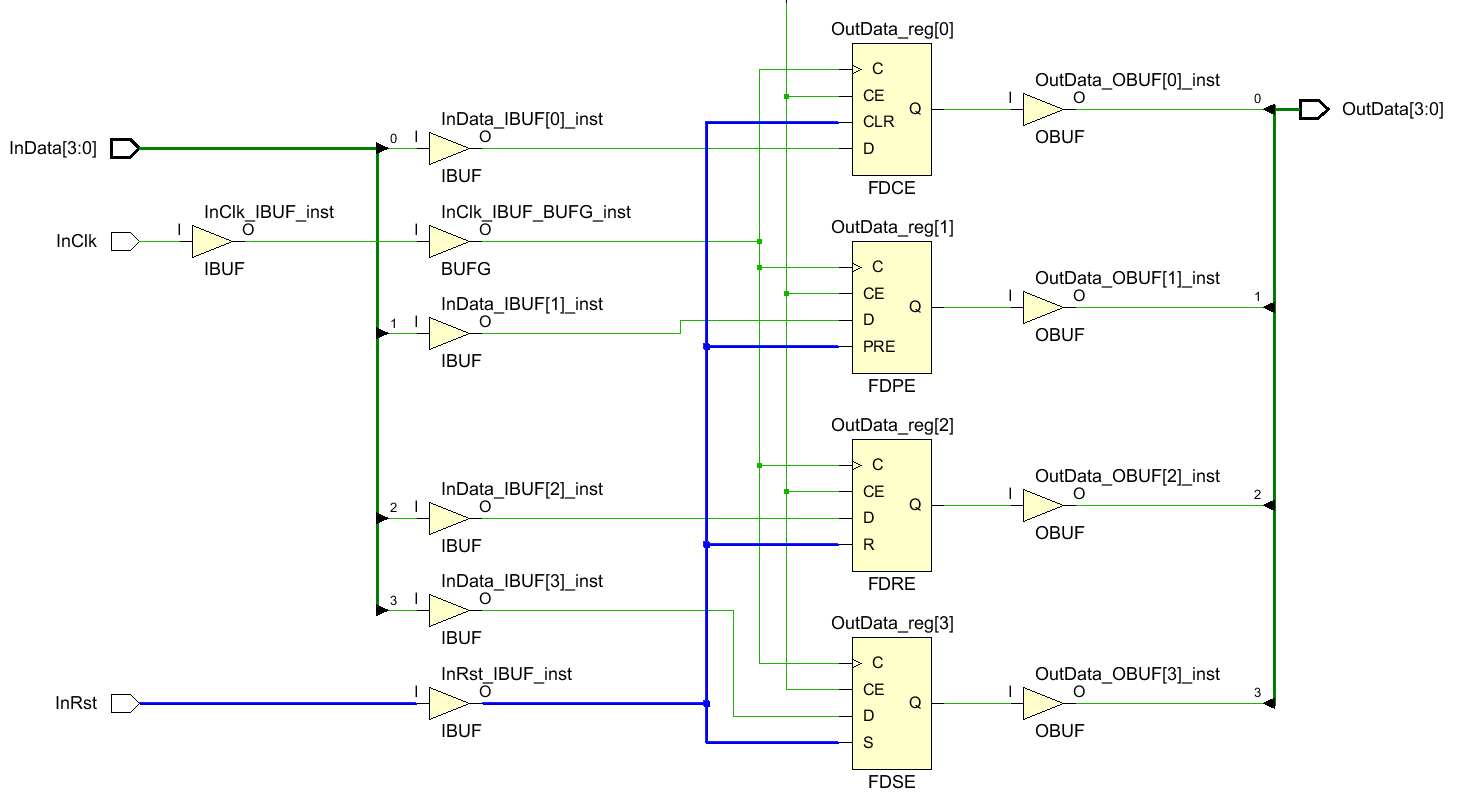 OutData_reg[0]
C
CE
CLR
D
Q
FDCE
I
OutData_OBUF[0]_inst
O
OBUF
0
OutData[3:0]
InData[3:0]
0
I
InData_IBUF[0]_inst
O
IBUF
InClk
I
InClk_IBUF_inst
O
IBUF
I
InClk_IBUF_BUFG_inst
O
BUFG
OutData_reg[1]
C
CE
D
PRE
Q
FDPE
I
OutData_OBUF[1]_inst
O
OBUF
1
1
I
InData_IBUF[1]_inst
O
IBUF
OutData_reg[2]
C
CE
D
R
Q
FDRE
I
OutData_OBUF[2]_inst
O
OBUF
2
2
I
InData_IBUF[2]_inst
O
IBUF
3
I
InData_IBUF[3]_inst
O
IBUF
OutData_reg[3]
C
CE
D
S
Q
FDSE
I
OutData_OBUF[3]_inst
O
OBUF
3
InRst
I
InRst_IBUF_inst
O
IBUF